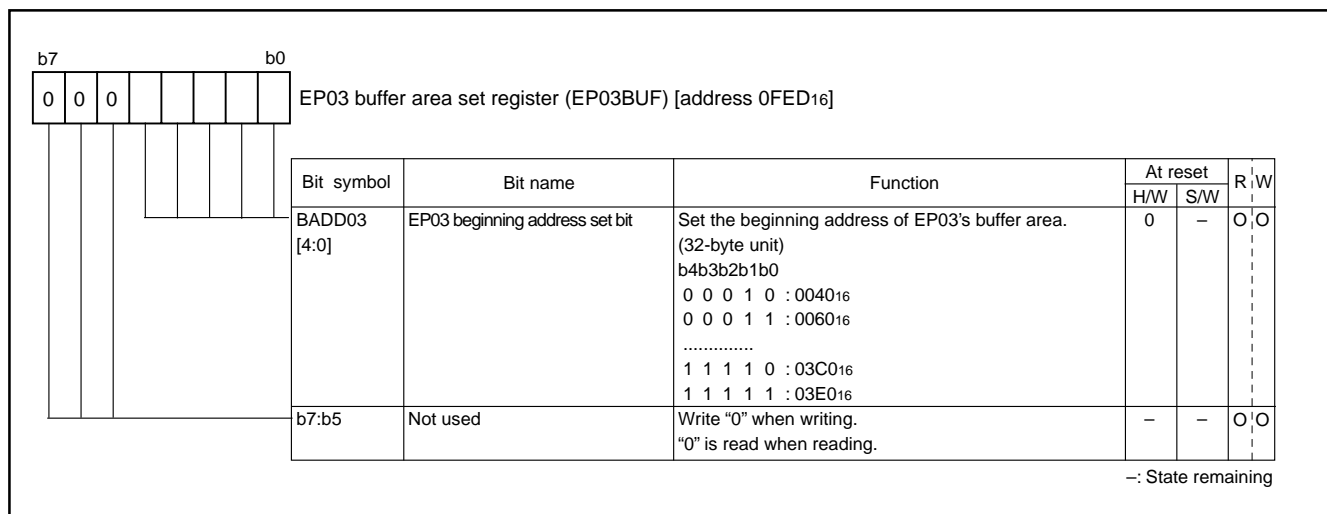 b7 b0
0 0 0
EP03 buffer area set register (EP03BUF) [address 0FED16]
Bit symbol Bit name Function At reset R W
H/W S/W
BADD03 EP03 beginning address set bit Set the beginning address of EP03's buffer area. 0 – O O
[4:0] (32-byte unit)
b4b3b2b1b0
0 0 0 1 0 : 004016
0 0 0 1 1 : 006016
..............
1 1 1 1 0 : 03C016
1 1 1 1 1 : 03E016
b7:b5 Not used Write “0” when writing. – – O O
“0” is read when reading.
–: State remaining